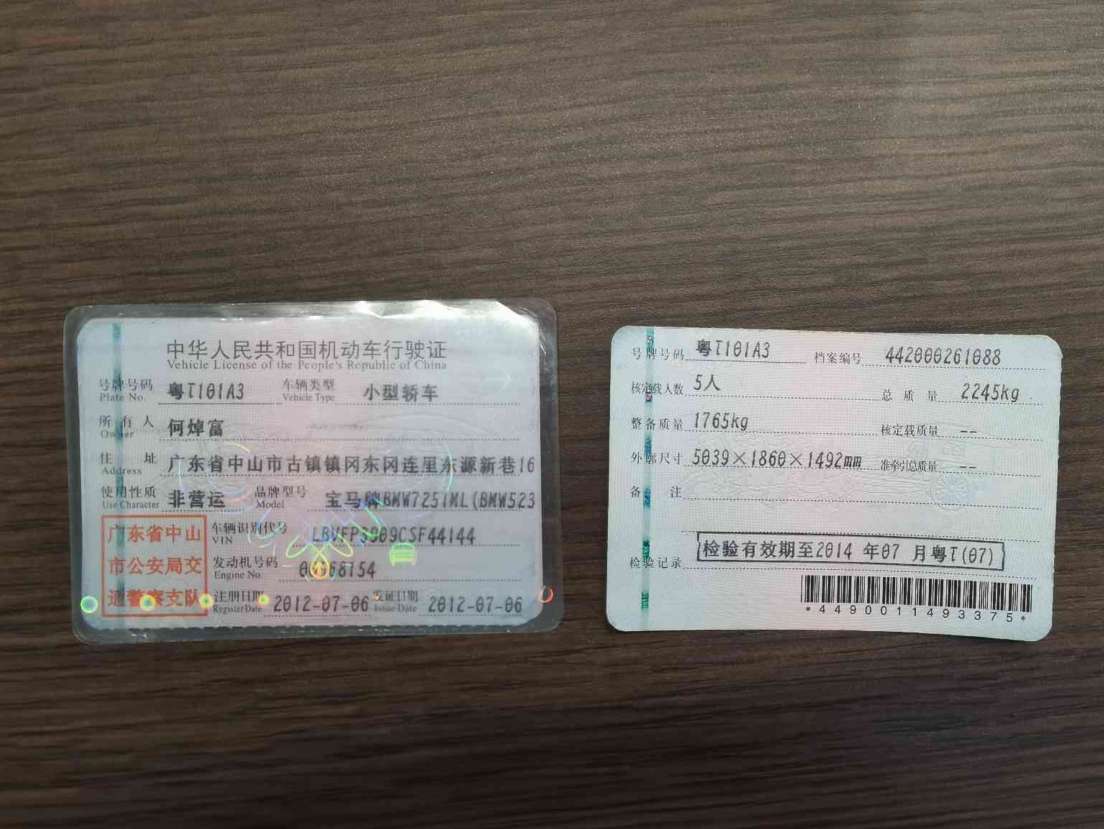 中华人民共和国机动车行驶证
Vehicle License of the People's Republic of China
号牌号码 粤T101A3 车辆类型 小型轿车
Plate No. Vehicle Type
所有人 何焯富
Owner
住址 广东省中山市古镇镇冈东冈连里东源新巷16
Address
使用性质 非营运 品牌型号 宝马牌BMW7251ML(BMW523
Use Character Model
广东省中山 车辆识别代号
VIN
市公安局交 发动机号码
Engine No.
通警察支队 注册日期 2012-07-06 发证日期 2012-07-06
Register Date Issue Date
号牌号码 粤T101A3 档案编号 442000261088
核定载人数 5人 总质量 2245kg
整备质量 1765kg 核定载质量 --
外廓尺寸 5039×1860×1492mm 准牵引总质量 --
备注
检验记录 检验有效期至2014年07月粤T(07)
*4490011493375*